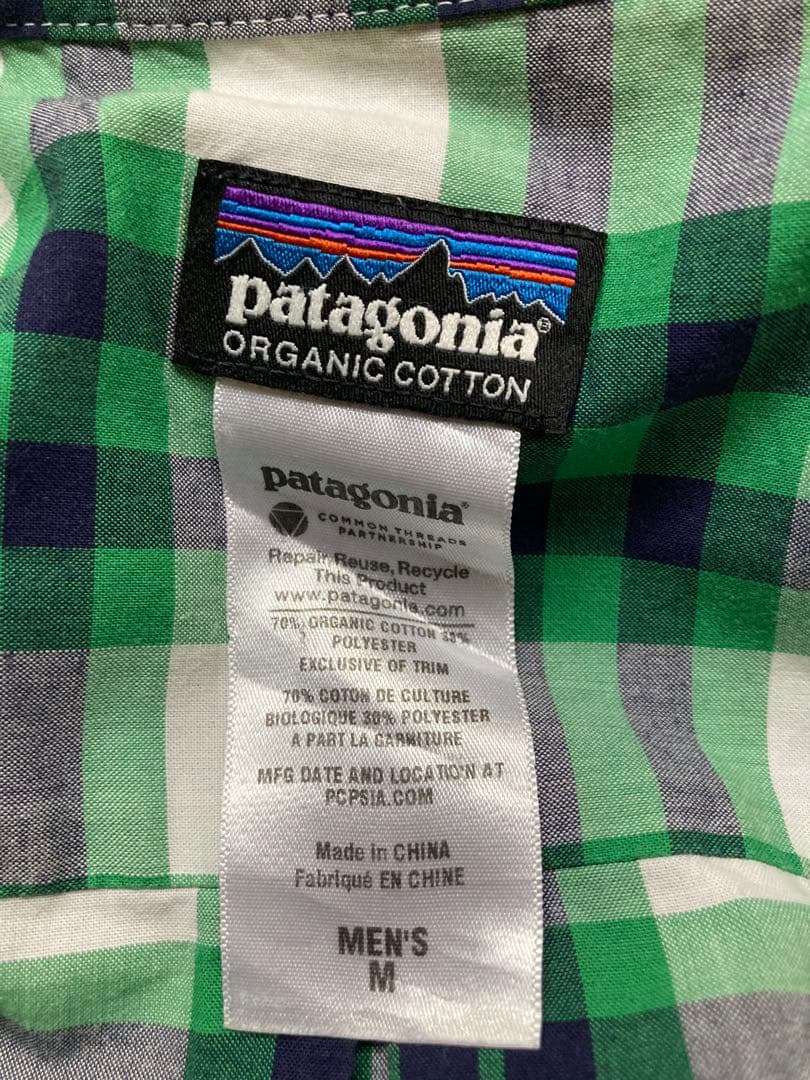 patagonia®
ORGANIC COTTON
patagonia®
COMMON THREADS
PARTNERSHIP
Repair, Reuse, Recycle
This Product
www.patagonia.com
70% ORGANIC COTTON 30%
POLYESTER
EXCLUSIVE OF TRIM
70% COTON DE CULTURE
BIOLOGIQUE 30% POLYESTER
A PART LA GARNITURE
MFG DATE AND LOCATION AT
PCPSIA.COM
Made in CHINA
Fabriqué EN CHINE
MEN'S
M